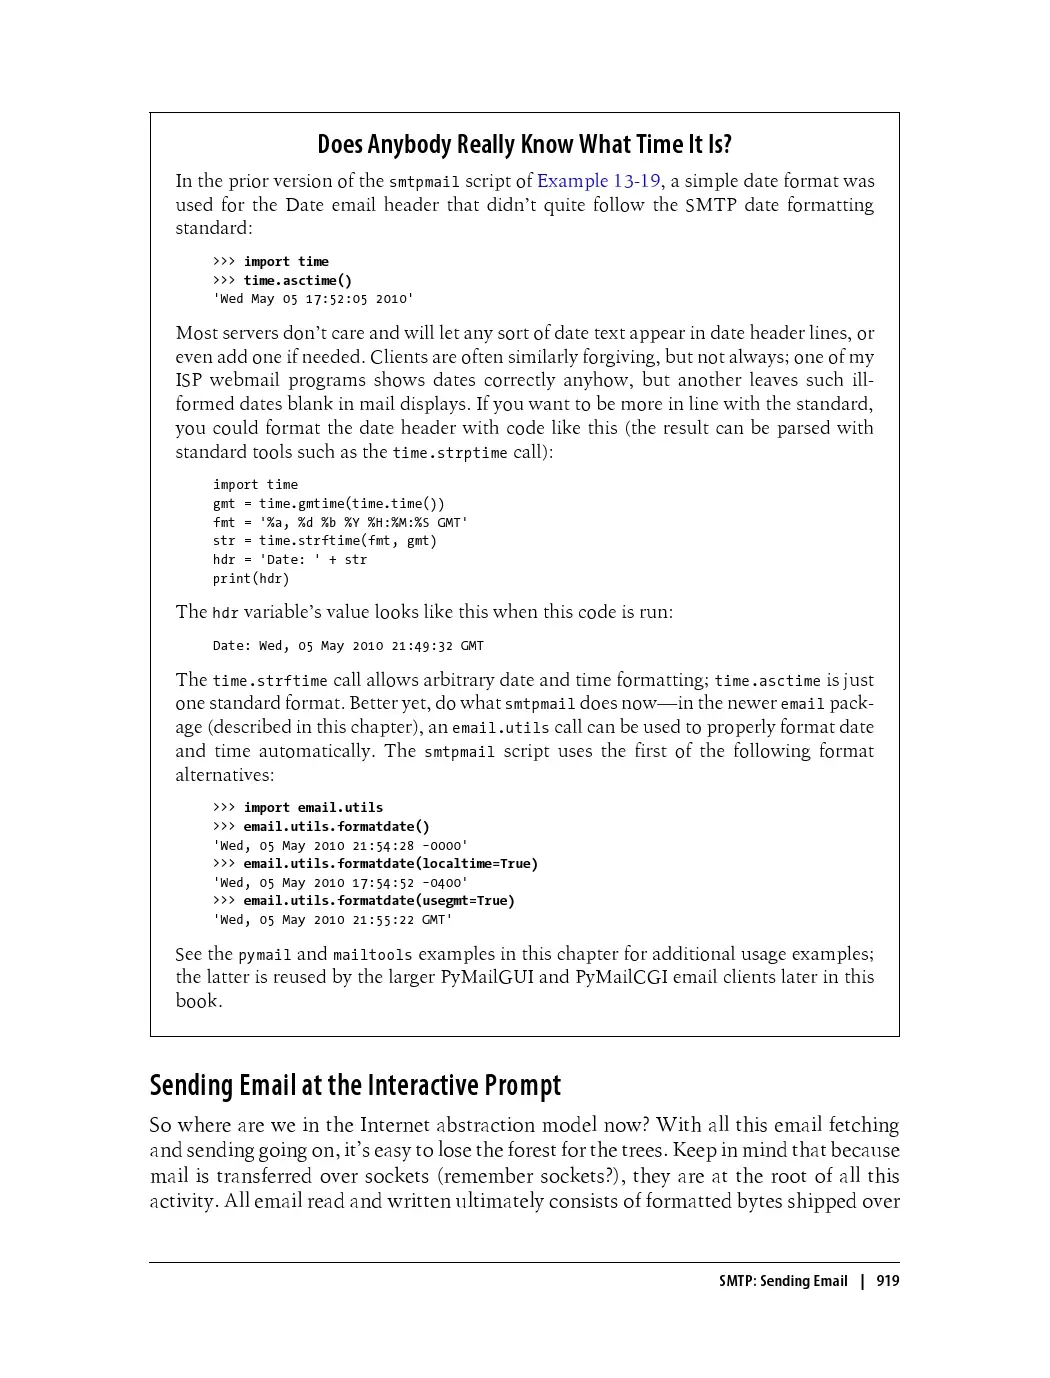 Does Anybody Really Know What Time It Is?
In the prior version of the smtpmail script of Example 13-19, a simple date format was
used for the Date email header that didn't quite follow the SMTP date formatting
standard:
>>> import time
>>> time.asctime()
'Wed May 05 17:52:05 2010'
Most servers don't care and will let any sort of date text appear in date header lines, or
even add one if needed. Clients are often similarly forgiving, but not always; one of my
ISP webmail programs shows dates correctly anyhow, but another leaves such ill-
formed dates blank in mail displays. If you want to be more in line with the standard,
you could format the date header with code like this (the result can be parsed with
standard tools such as the time.strptime call):
import time
gmt = time.gmtime(time.time())
fmt = '%a, %d %b %Y %H:%M:%S GMT'
str = time.strftime(fmt, gmt)
hdr = 'Date: ' + str
print(hdr)
The hdr variable's value looks like this when this code is run:
Date: Wed, 05 May 2010 21:49:32 GMT
The time.strftime call allows arbitrary date and time formatting; time.asctime is just
one standard format. Better yet, do what smtpmail does now—in the newer email pack-
age (described in this chapter), an email.utils call can be used to properly format date
and time automatically. The smtpmail script uses the first of the following format
alternatives:
>>> import email.utils
>>> email.utils.formatdate()
'Wed, 05 May 2010 21:54:28 -0000'
>>> email.utils.formatdate(localtime=True)
'Wed, 05 May 2010 17:54:52 -0400'
>>> email.utils.formatdate(usegmt=True)
'Wed, 05 May 2010 21:55:22 GMT'
See the pymail and mailtools examples in this chapter for additional usage examples;
the latter is reused by the larger PyMailGUI and PyMailCGI email clients later in this
book.
Sending Email at the Interactive Prompt
So where are we in the Internet abstraction model now? With all this email fetching
and sending going on, it's easy to lose the forest for the trees. Keep in mind that because
mail is transferred over sockets (remember sockets?), they are at the root of all this
activity. All email read and written ultimately consists of formatted bytes shipped over
SMTP: Sending Email | 919